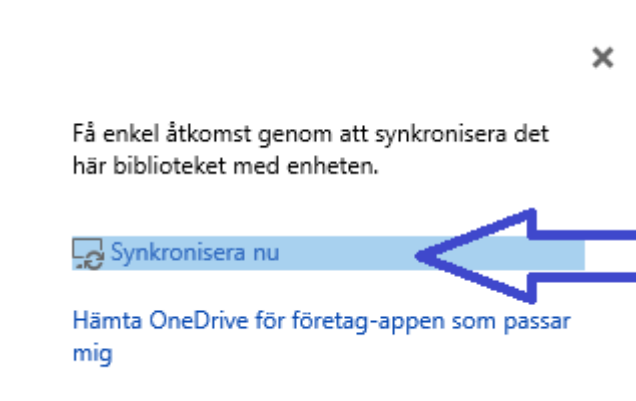 Få enkel åtkomst genom att synkronisera det
här biblioteket med enheten.
Synkronisera nu
Hämta OneDrive för företag-appen som passar
mig